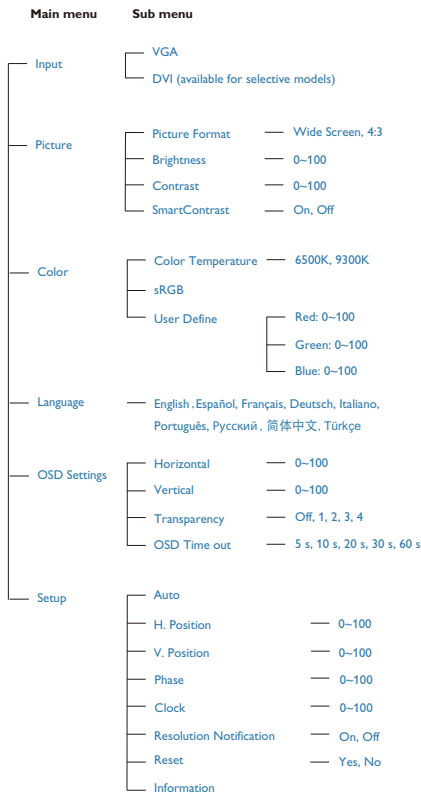 Main menu Sub menu
Input
VGA
DVI (available for selective models)
Picture
Picture Format Wide Screen, 4:3
Brightness 0~100
Contrast 0~100
SmartContrast On, Off
Color
Color Temperature 6500K, 9300K
sRGB
User Define Red: 0~100
Green: 0~100
Blue: 0~100
Language English , Español, Français, Deutsch, Italiano,
Português, Русский , 简体中文, Türkçe
OSD Settings
Horizontal 0~100
Vertical 0~100
Transparency Off, 1, 2, 3, 4
OSD Time out 5 s, 10 s, 20 s, 30 s, 60 s
Setup
Auto
H. Position 0~100
V. Position 0~100
Phase 0~100
Clock 0~100
Resolution Notification On, Off
Reset Yes, No
Information